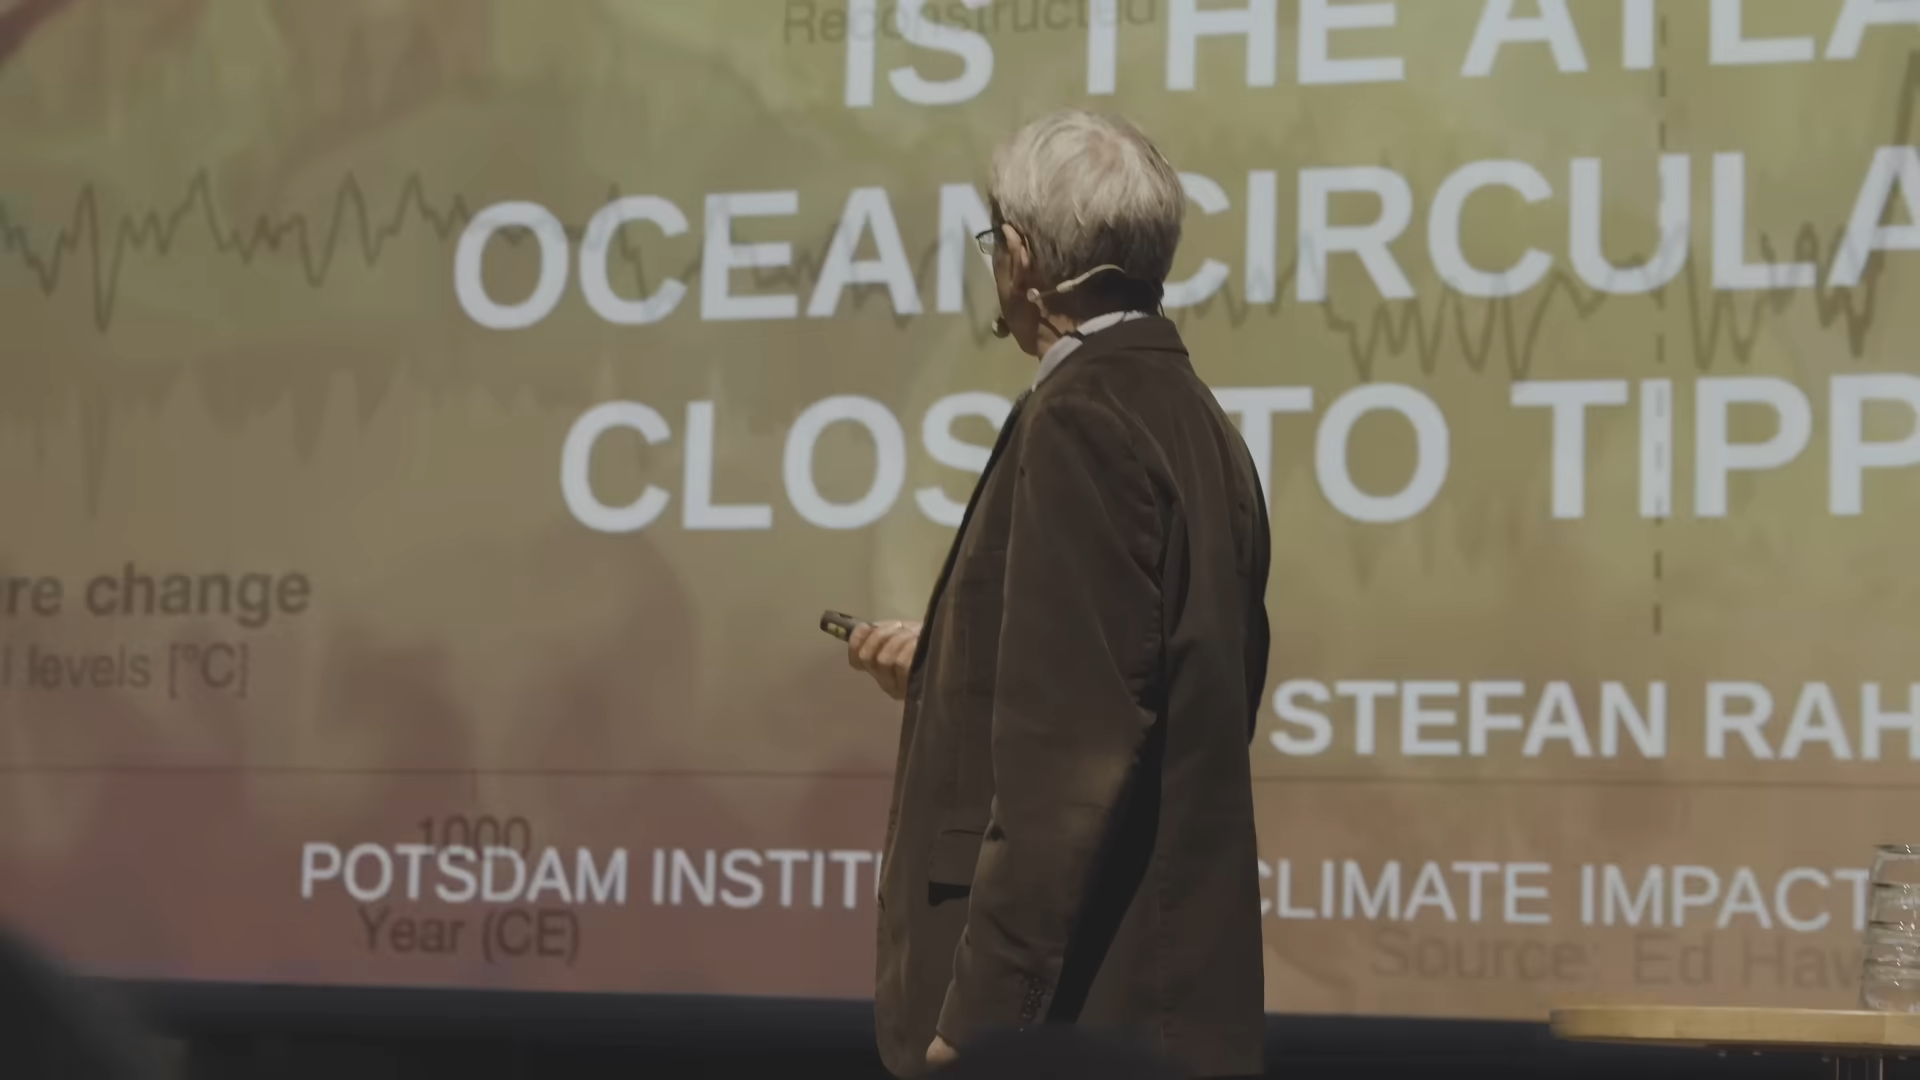 Reconstructed
IS THE ATLA
OCEAN CIRCULA
CLOS TO TIPP
re change
l levels [°C]
STEFAN RAH
1000
POTSDAM INSTIT CLIMATE IMPACT
Year (CE)
Source: Ed Haw